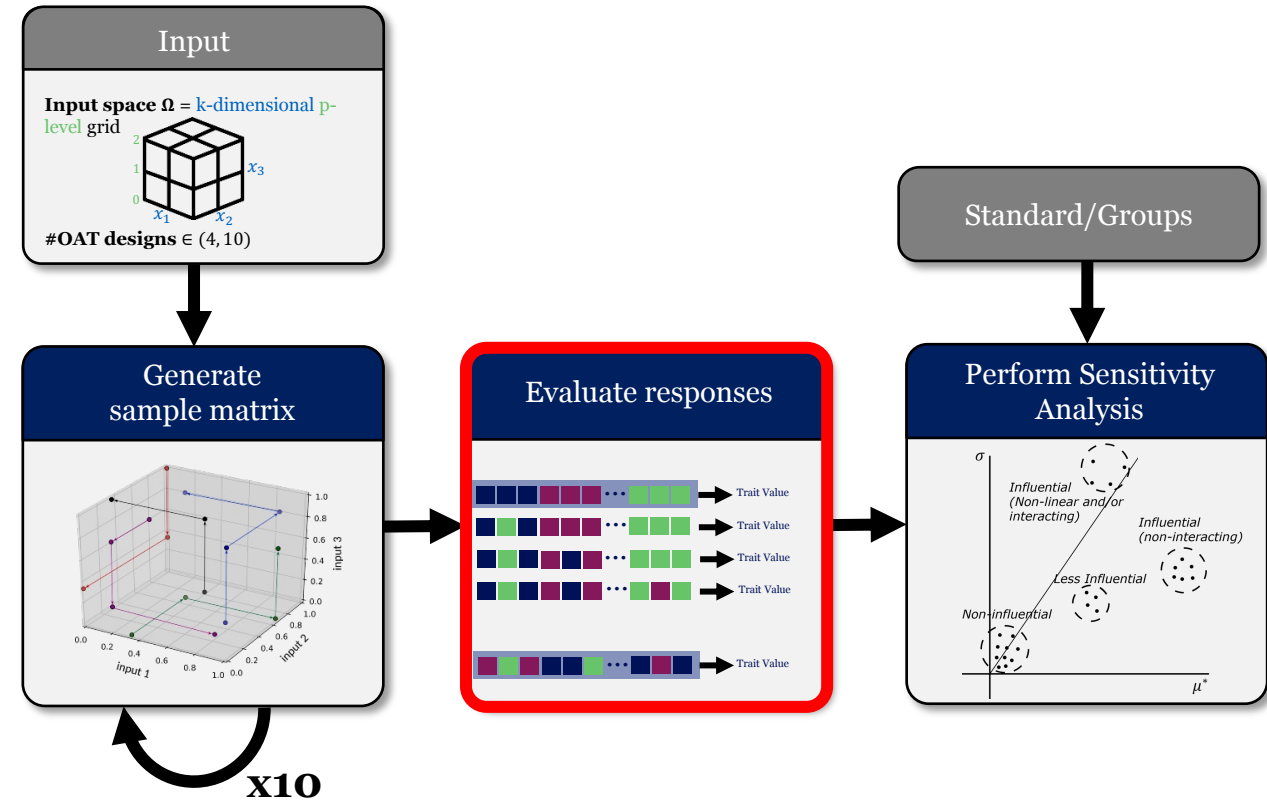 Input
Input space Ω = k-dimensional p-
level grid
2
1
0
x₁
x₂
x₃
#OAT designs ∈ (4, 10)
Generate
sample matrix
1.0
0.8
0.6
0.4
0.2
0.0
input 3
0.0
0.2
0.4
0.6
0.8
1.0
input 1
0.0
0.2
0.4
0.6
0.8
1.0
input 2
x10
Evaluate responses
... Trait Value
... Trait Value
... Trait Value
... Trait Value
... Trait Value
Standard/Groups
Perform Sensitivity
Analysis
σ
Influential
(Non-linear and/or
interacting)
Influential
(non-interacting)
Less Influential
Non-influential
μ*